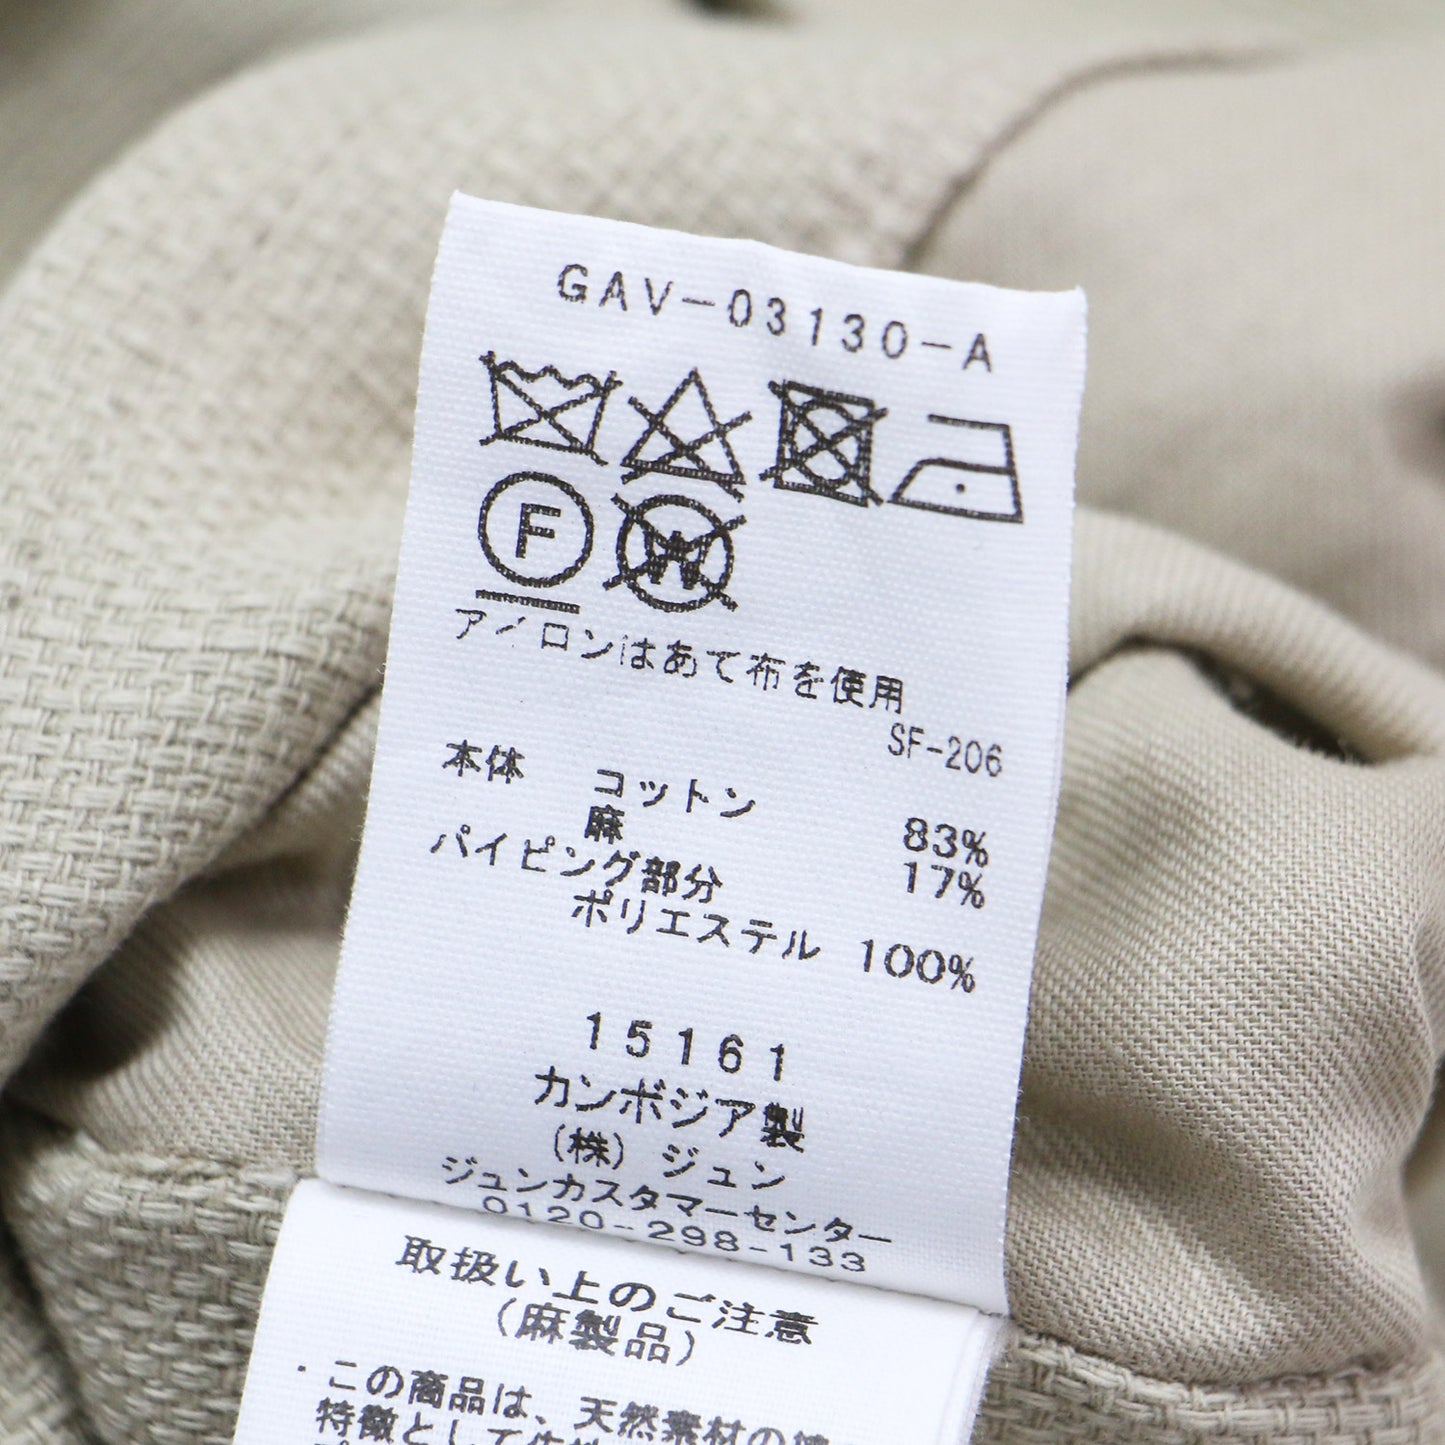 GAV-03130-A
F
W
アイロンはあて布を使用
SF-206
本体 コットン 83%
麻 17%
パイピング部分
ポリエステル 100%
15161
カンボジア製
(株) ジュン
ジュンカスタマーセンター
0120-298-133
取扱い上のご注意
(麻製品)
・この商品は、天然素材の
特徴として